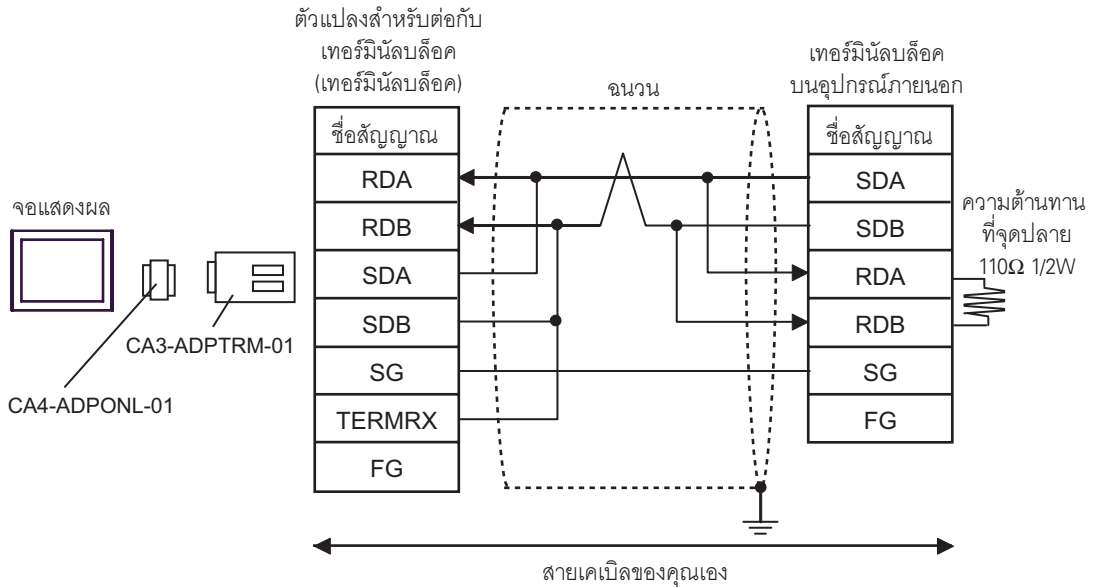 ตัวแปลงสำหรับต่อกับ
เทอร์มินัลบล็อค
(เทอร์มินัลบล็อค)
ฉนวน
เทอร์มินัลบล็อค
บนอุปกรณ์ภายนอก
จอแสดงผล
CA4-ADPONL-01
CA3-ADPTRM-01
ชื่อสัญญาณ
RDA
RDB
SDA
SDB
SG
TERMRX
FG
ชื่อสัญญาณ
SDA
SDB
RDA
RDB
SG
FG
ความต้านทาน
ที่จุดปลาย
110Ω 1/2W
สายเคเบิลของคุณเอง